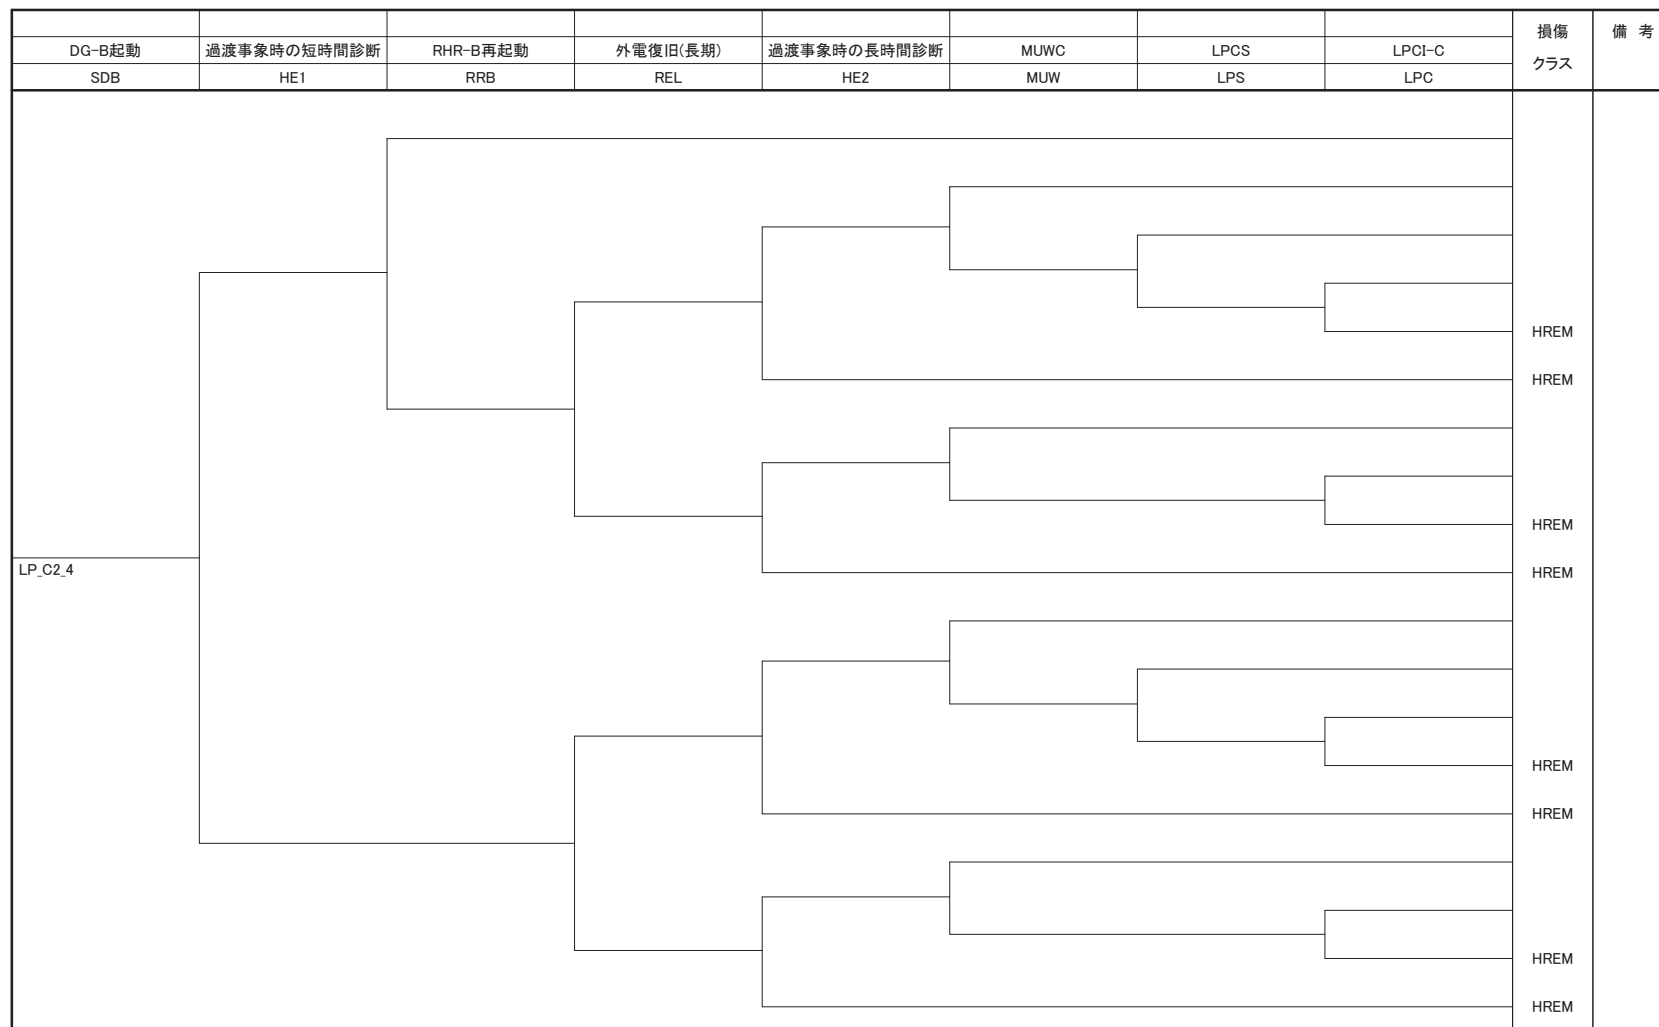 損傷 備 考
DG-B起動 過渡事象時の短時間診断 RHR-B再起動 外電復旧(長期) 過渡事象時の長時間診断 MUWC LPCS LPCI-C
クラス
SDB HE1 RRB REL HE2 MUW LPS LPC
HREM
HREM
HREM
LP_C2_4
HREM
HREM
HREM
HREM
HREM